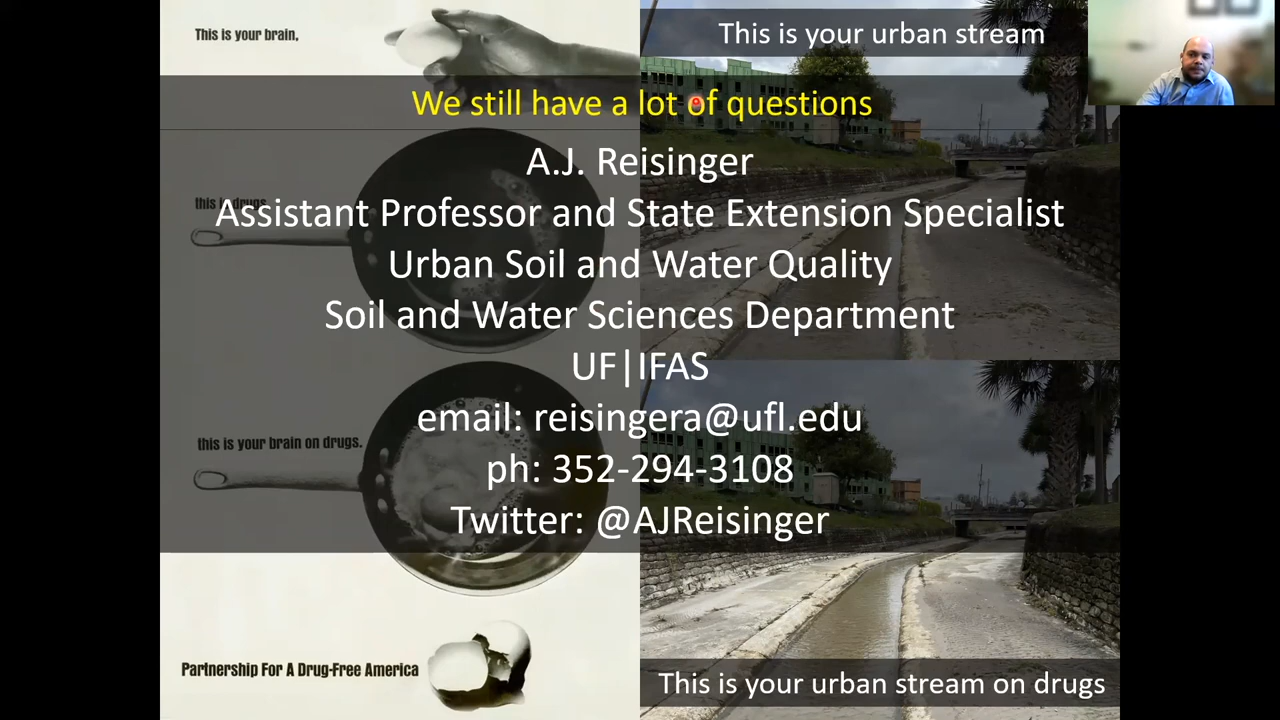 This is your brain,
This is your urban stream
We still have a lot of questions
A.J. Reisinger
this is drugs.
Assistant Professor and State Extension Specialist
Urban Soil and Water Quality
Soil and Water Sciences Department
UF|IFAS
email: reisingera@ufl.edu
this is your brain on drugs.
ph: 352-294-3108
Twitter: @AJReisinger
Partnership For A Drug-Free America
This is your urban stream on drugs